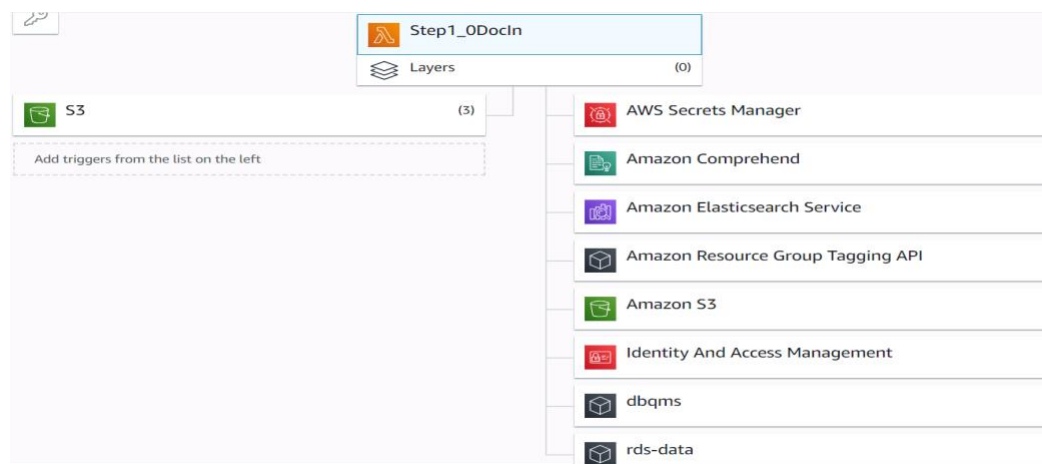 Step1_0DocIn
Layers (0)
S3 (3)
Add triggers from the list on the left
AWS Secrets Manager
Amazon Comprehend
Amazon Elasticsearch Service
Amazon Resource Group Tagging API
Amazon S3
Identity And Access Management
dbqms
rds-data